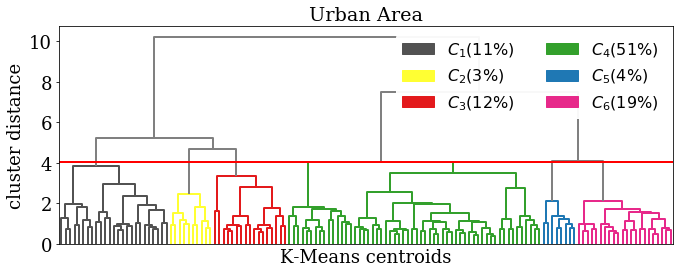 Urban Area
cluster distance
10
8
6
4
2
0
C1(11%)
C2(3%)
C3(12%)
C4(51%)
C5(4%)
C6(19%)
K-Means centroids